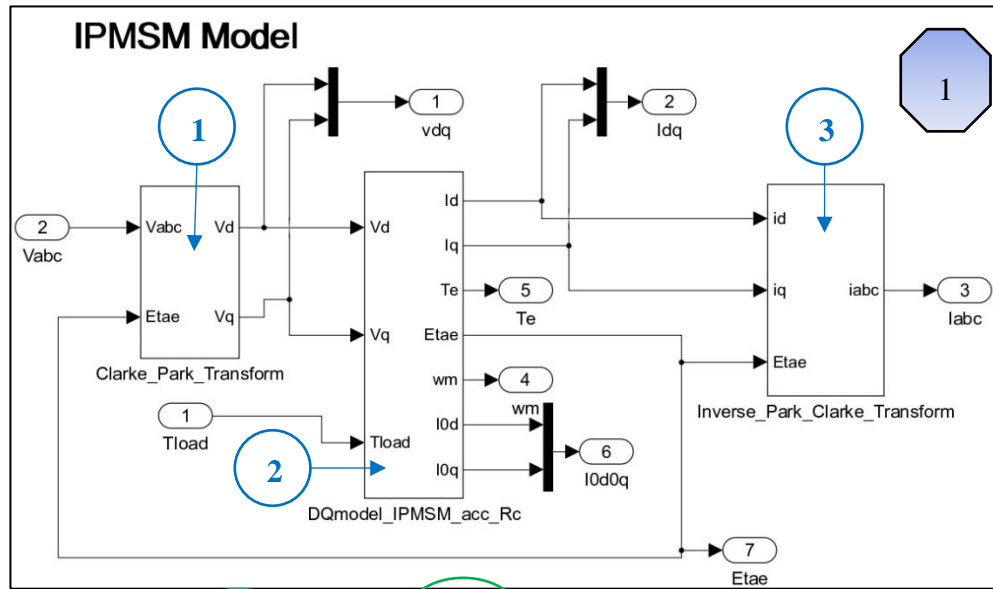 IPMSM Model
1
1
vdq
2
Idq
1
3
2
Vabc
Vabc
Vd
Etae
Vq
Clarke_Park_Transform
Vd
Vq
Tload
Id
Iq
Te
Etae
wm
I0d
I0q
DQmodel_IPMSM_acc_Rc
1
Tload
2
5
Te
4
wm
6
I0d0q
id
iq
Etae
iabc
Inverse_Park_Clarke_Transform
3
Iabc
7
Etae